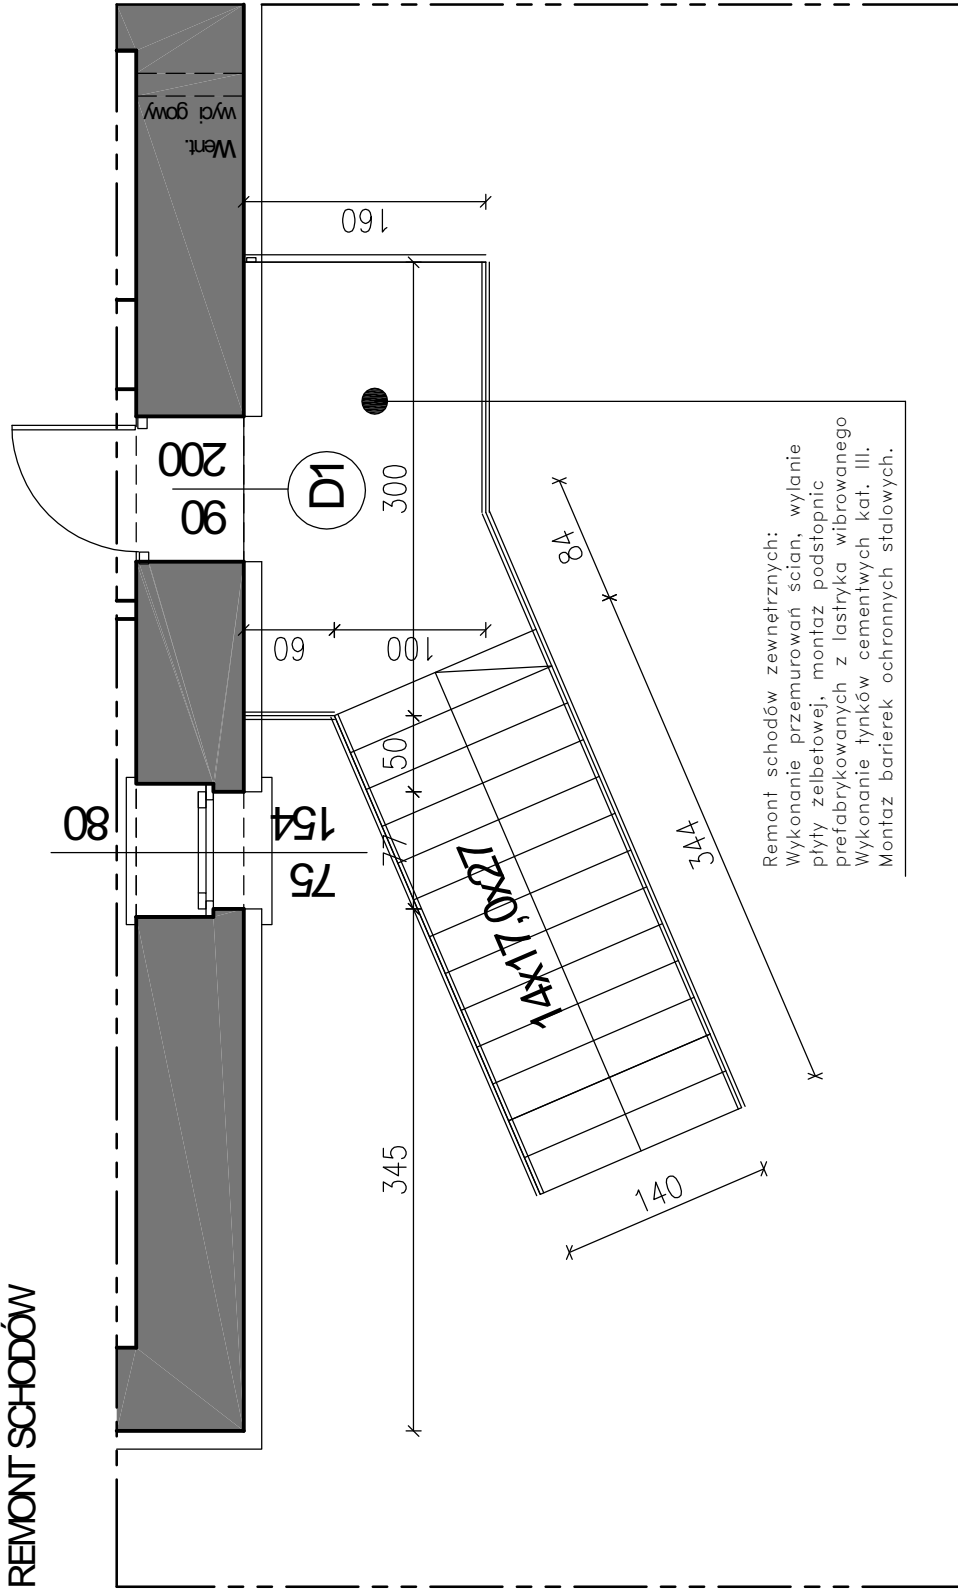 REMONT SCHODÓW
Went.
wyci gowy
160
200
90
D1
300
60
100
84
50
80
154
75
77
344
14x17,0x27
345
140
Remont schodów zewnętrznych:
Wykonanie przemurowań ścian, wylanie
płyty żelbetowej, montaż podstopnic
prefabrykowanych z lastryka wibrowanego
Wykonanie tynków cementwych kat. III.
Montaż barierek ochronnych stalowych.